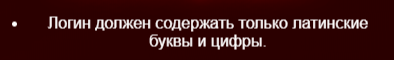 • Логин должен содержать только латинские
буквы и цифры.